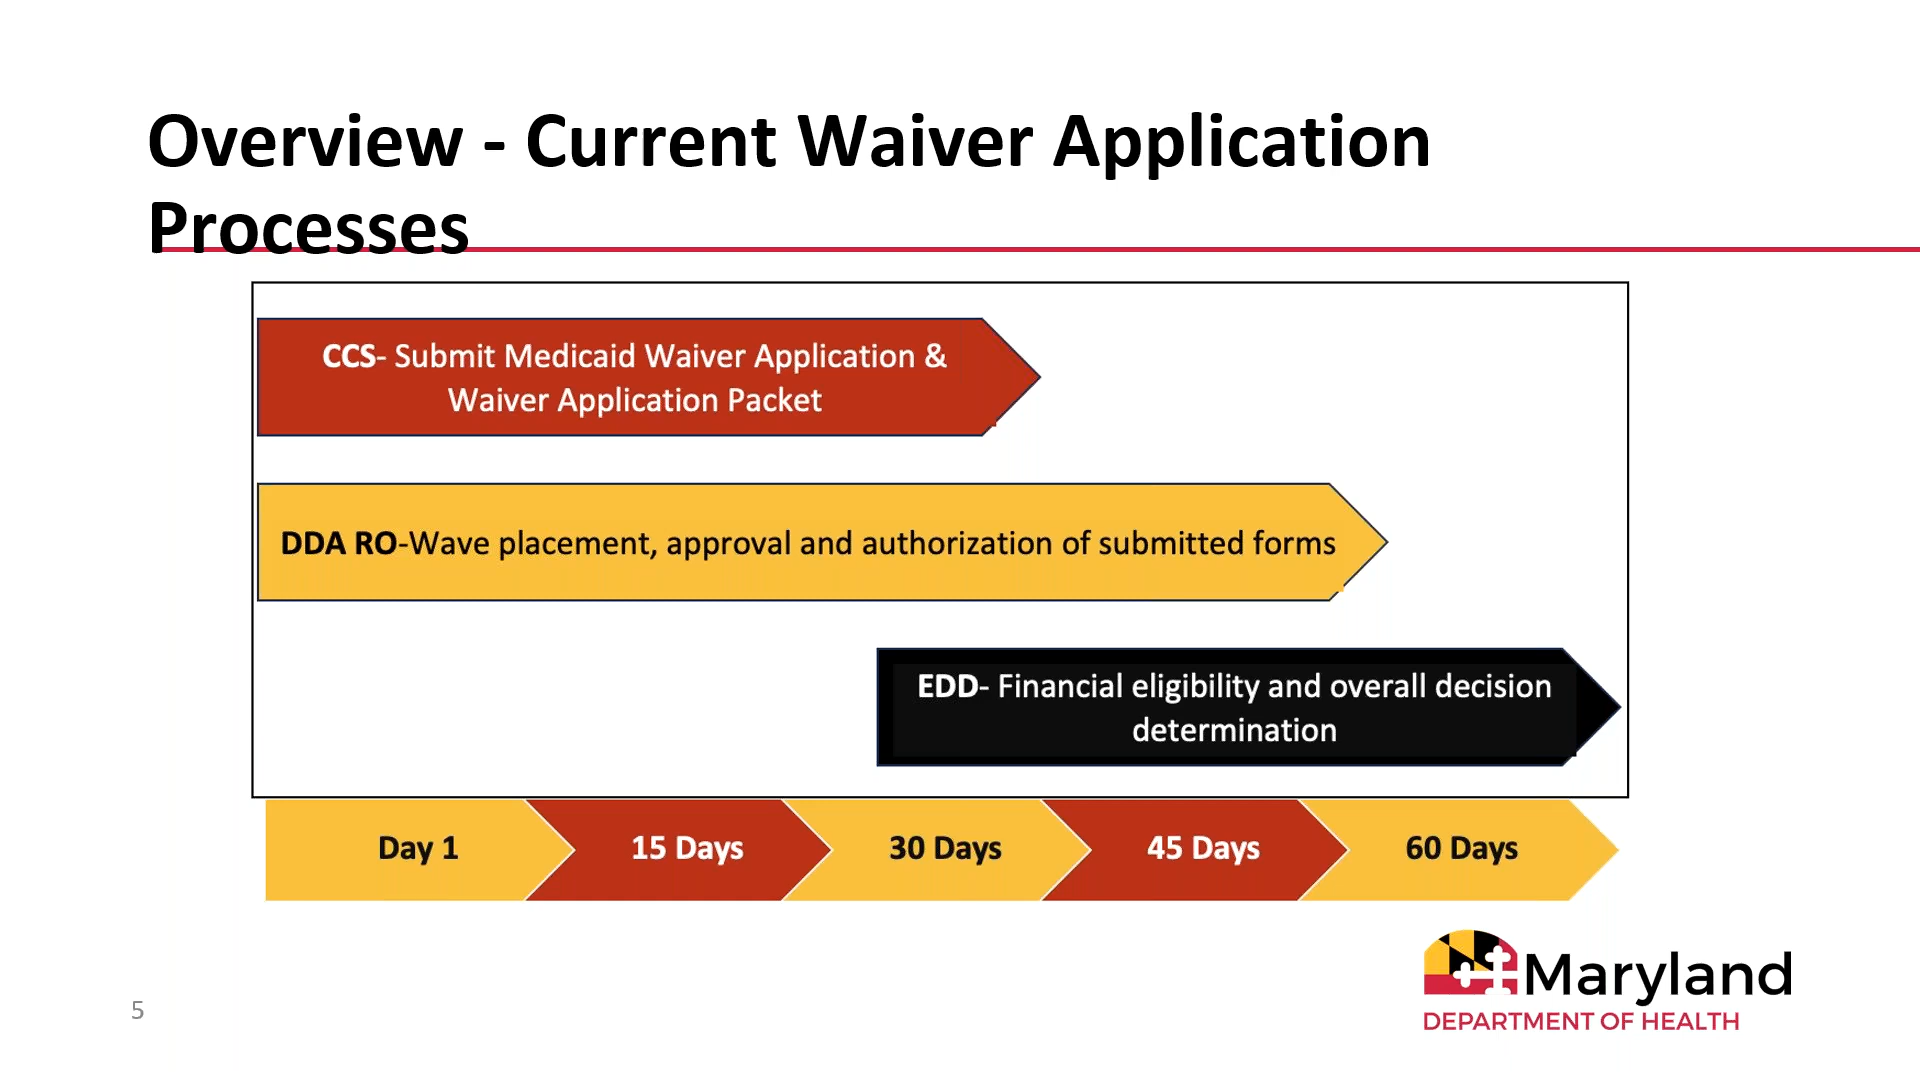 Overview - Current Waiver Application
Processes
CCS- Submit Medicaid Waiver Application &
Waiver Application Packet
DDA RO-Wave placement, approval and authorization of submitted forms
EDD- Financial eligibility and overall decision
determination
Day 1
15 Days
30 Days
45 Days
60 Days
5
Maryland
DEPARTMENT OF HEALTH